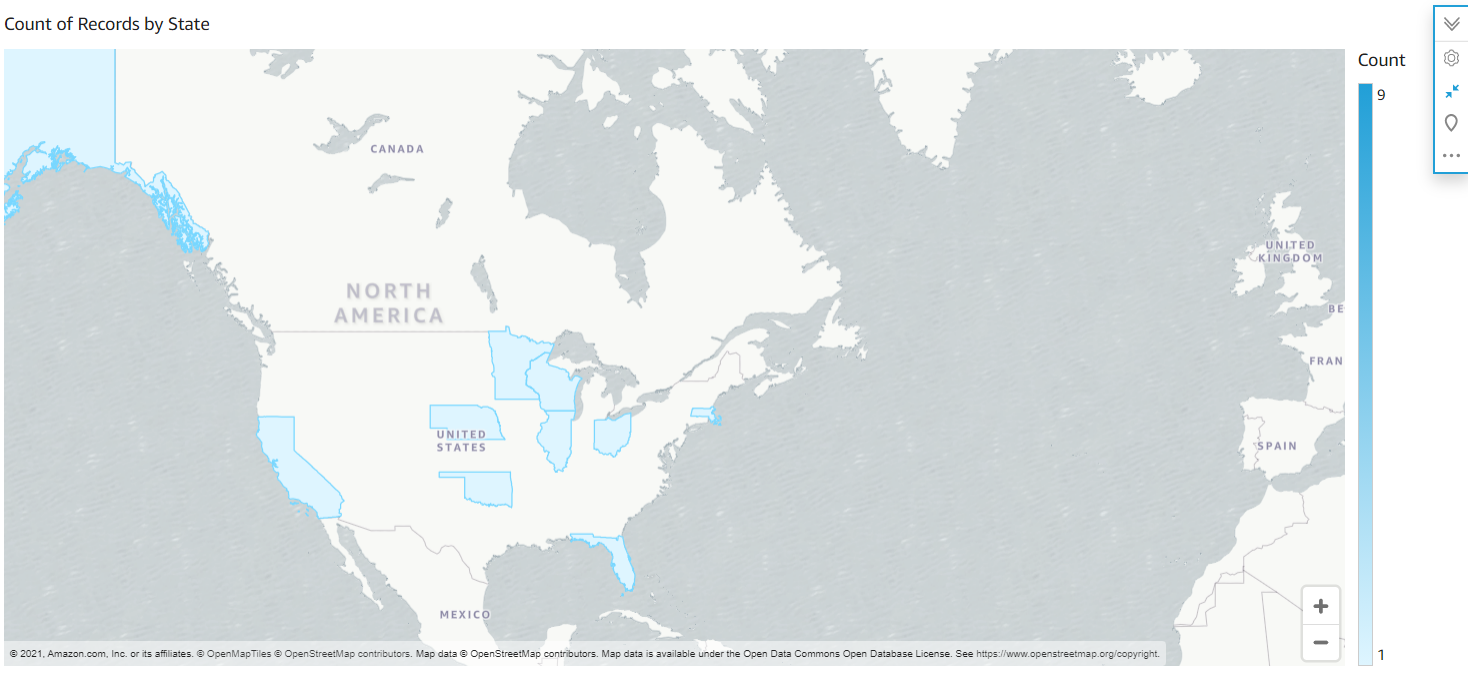 Count of Records by State
Count
9
CANADA
UNITED
KINGDOM
NORTH
AMERICA
BE
FRAN
UNITED
STATES
SPAIN
MEXICO
+
−
© 2021, Amazon.com, Inc. or its affiliates. © OpenMapTiles © OpenStreetMap contributors. Map data © OpenStreetMap contributors. Map data is available under the Open Data Commons Open Database License. See https://www.openstreetmap.org/copyright.
1